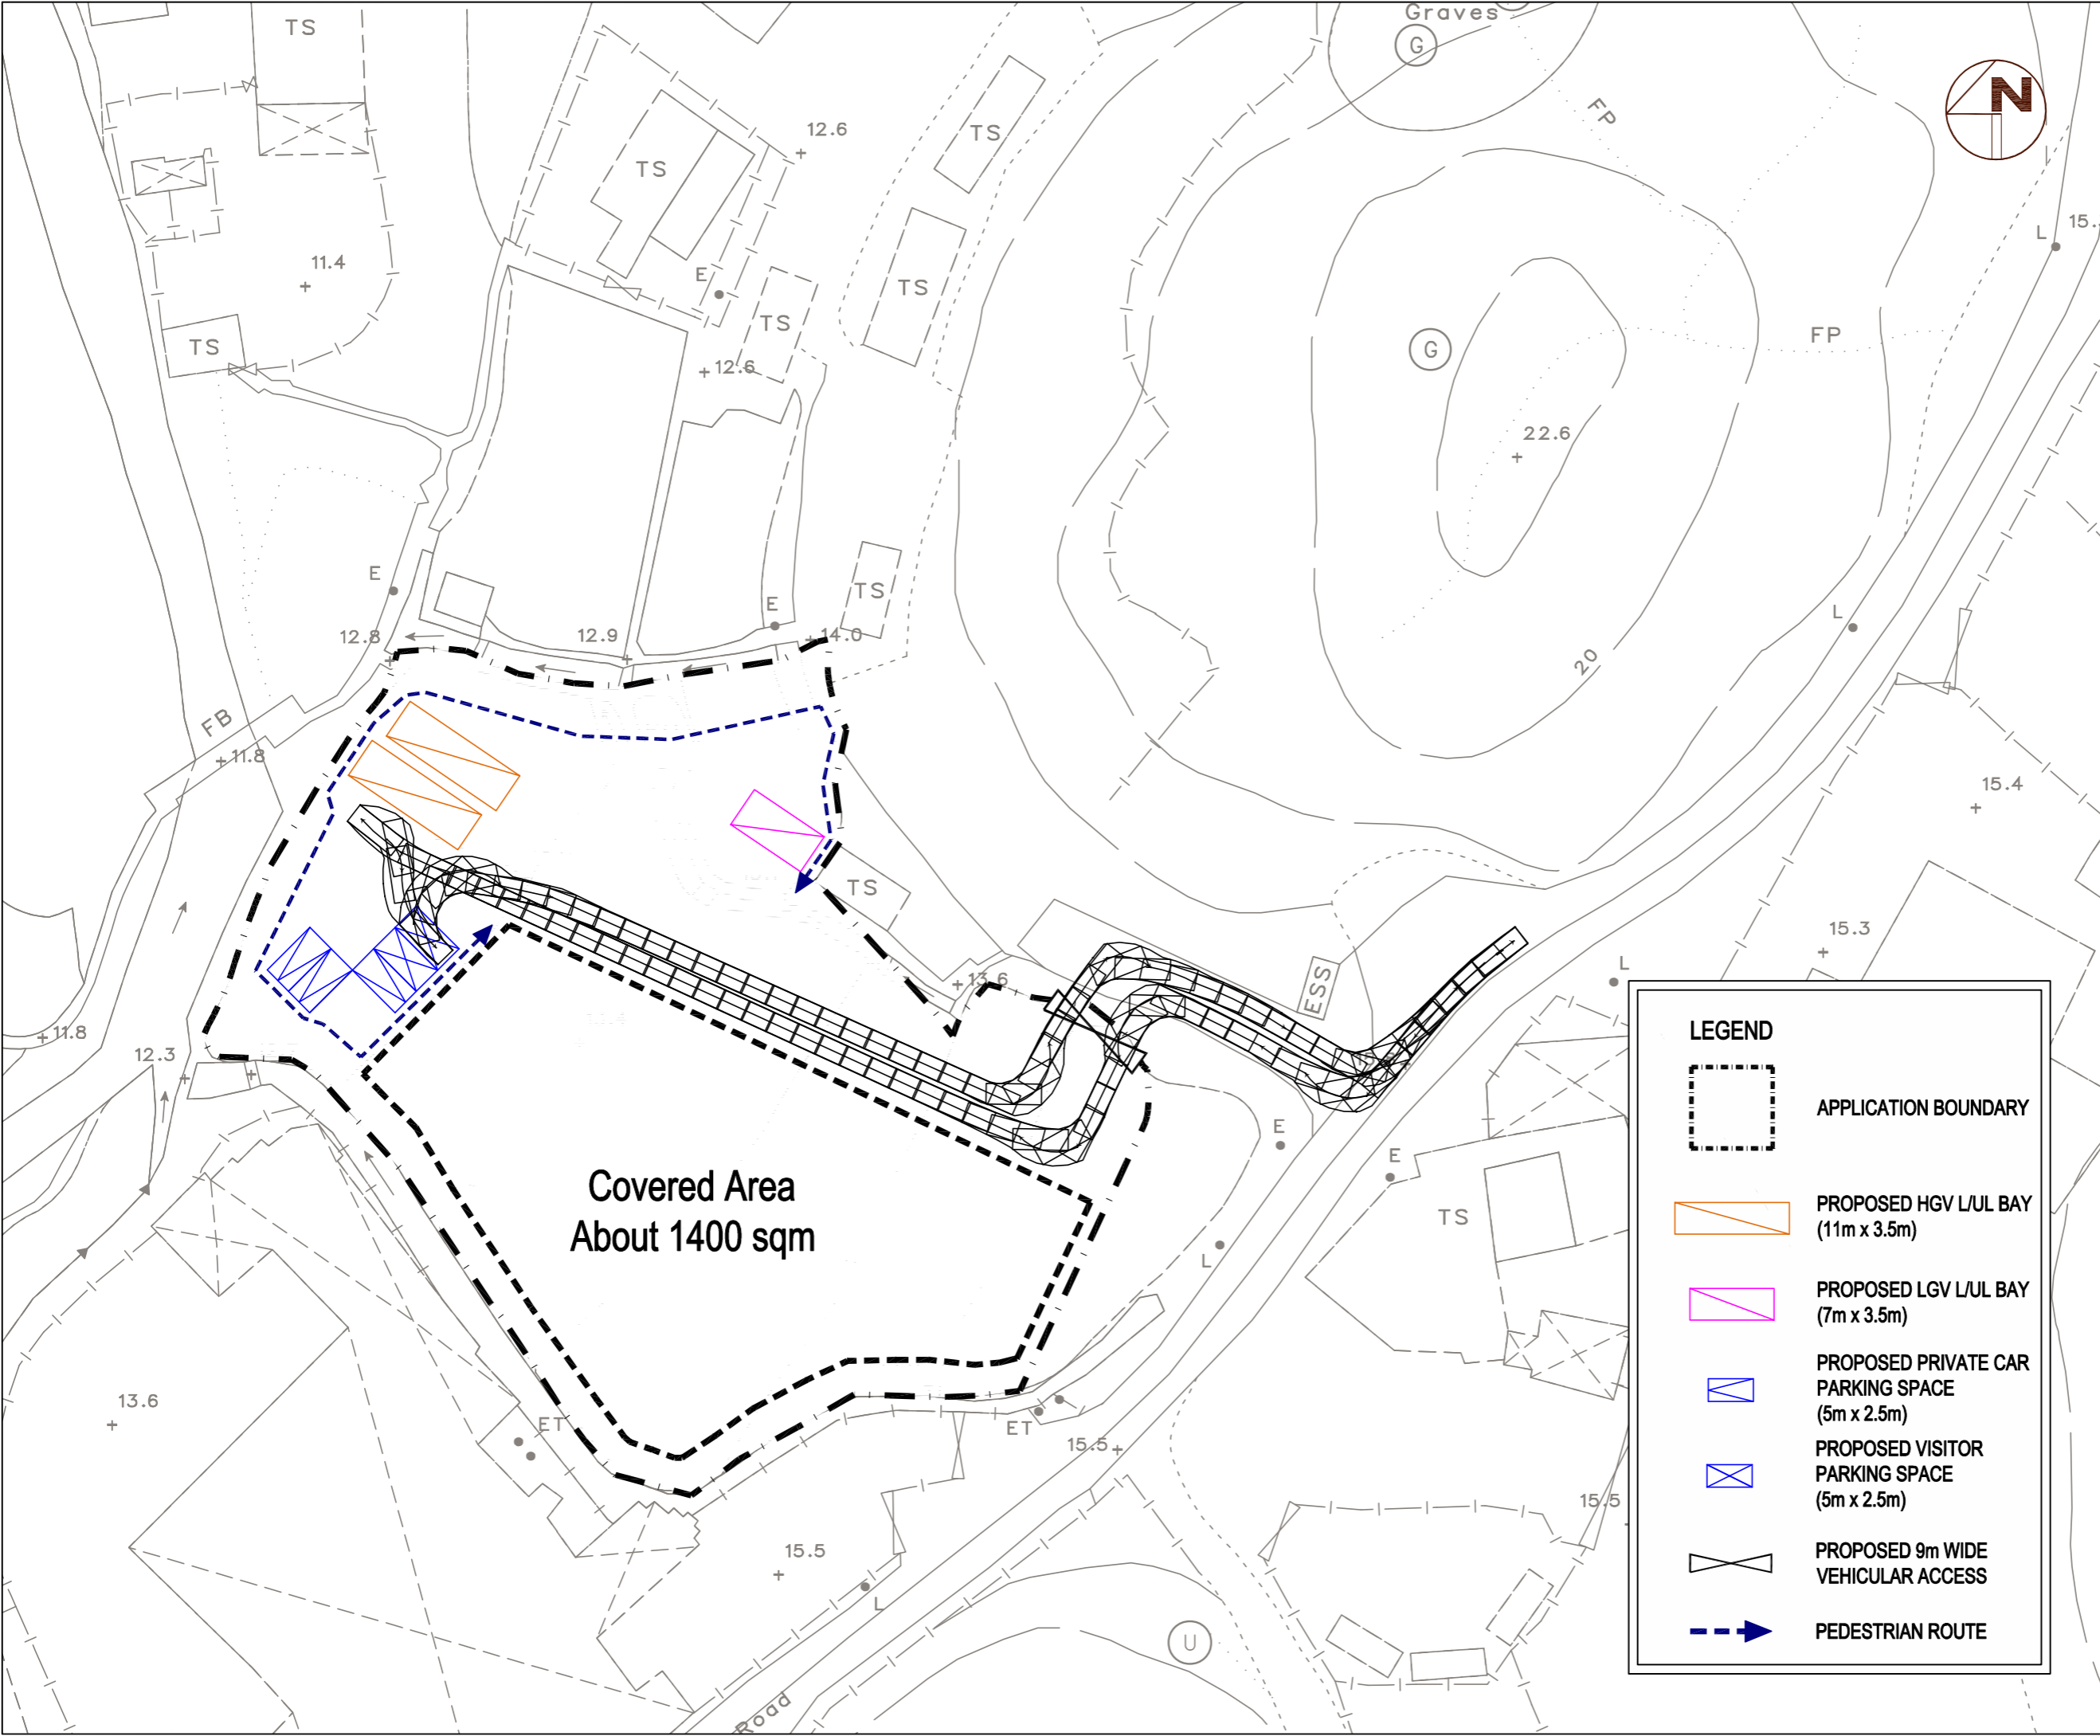 Graves
G
TS
N
FP
12.6
TS
TS
15.
L
11.4
E
TS
TS
TS
G
FP
12.6
22.6
E
TS
E
L
12.8
12.9
14.0
20
FB
11.8
15.4
TS
15.3
13.6
ESS
L
11.8
12.3
E
E
Covered Area
About 1400 sqm
TS
L
13.6
ET
ET
15.5
15.5
15.5
L
U
Road
LEGEND
APPLICATION BOUNDARY
PROPOSED HGV L/UL BAY
(11m x 3.5m)
PROPOSED LGV L/UL BAY
(7m x 3.5m)
PROPOSED PRIVATE CAR
PARKING SPACE
(5m x 2.5m)
PROPOSED VISITOR
PARKING SPACE
(5m x 2.5m)
PROPOSED 9m WIDE
VEHICULAR ACCESS
PEDESTRIAN ROUTE